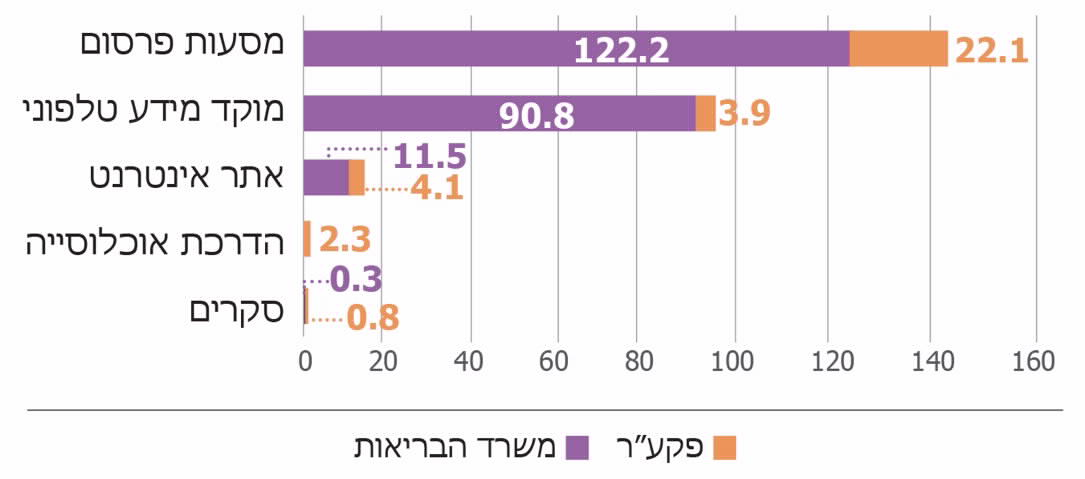 מסעות פרסום 122.2 22.1
מוקד מידע טלפוני 90.8 3.9
אתר אינטרנט 11.5 4.1
הדרכת אוכלוסייה 2.3
סקרים 0.3 0.8
0 20 40 60 80 100 120 140 160
פקע״ר משרד הבריאות